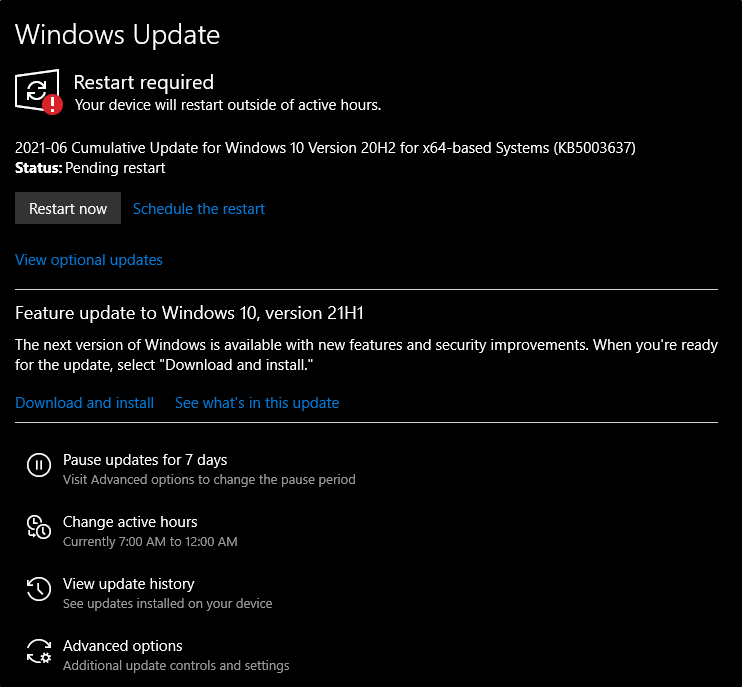 Windows Update
Restart required
Your device will restart outside of active hours.
2021-06 Cumulative Update for Windows 10 Version 20H2 for x64-based Systems (KB5003637)
Status: Pending restart
Restart now Schedule the restart
View optional updates
Feature update to Windows 10, version 21H1
The next version of Windows is available with new features and security improvements. When you're ready
for the update, select "Download and install."
Download and install See what's in this update
Pause updates for 7 days
Visit Advanced options to change the pause period
Change active hours
Currently 7:00 AM to 12:00 AM
View update history
See updates installed on your device
Advanced options
Additional update controls and settings